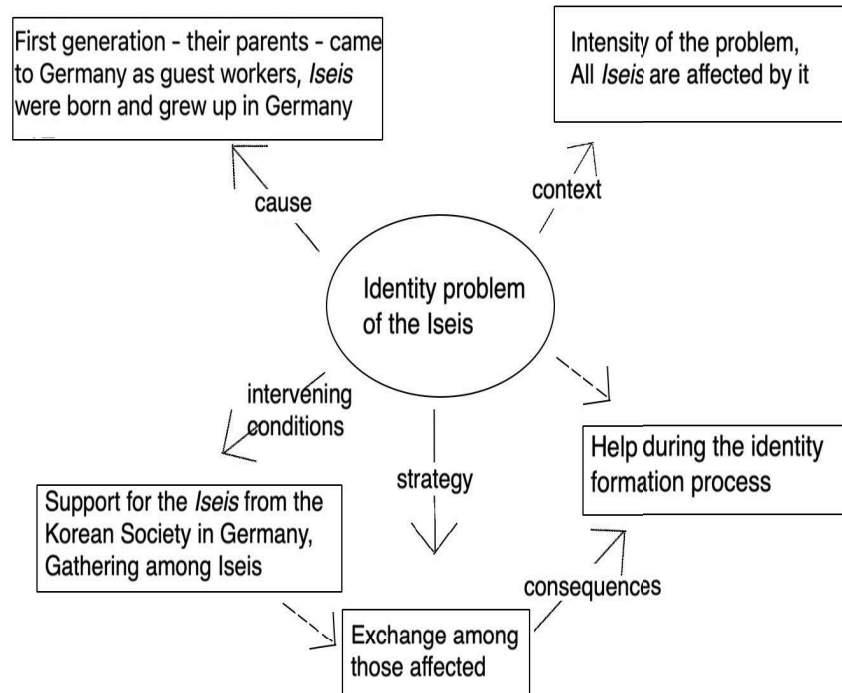 First generation - their parents - came
to Germany as guest workers, Iseis
were born and grew up in Germany
Intensity of the problem,
All Iseis are affected by it
cause
context
Identity problem
of the Iseis
intervening
conditions
strategy
Help during the identity
formation process
Support for the Iseis from the
Korean Society in Germany,
Gathering among Iseis
consequences
Exchange among
those affected